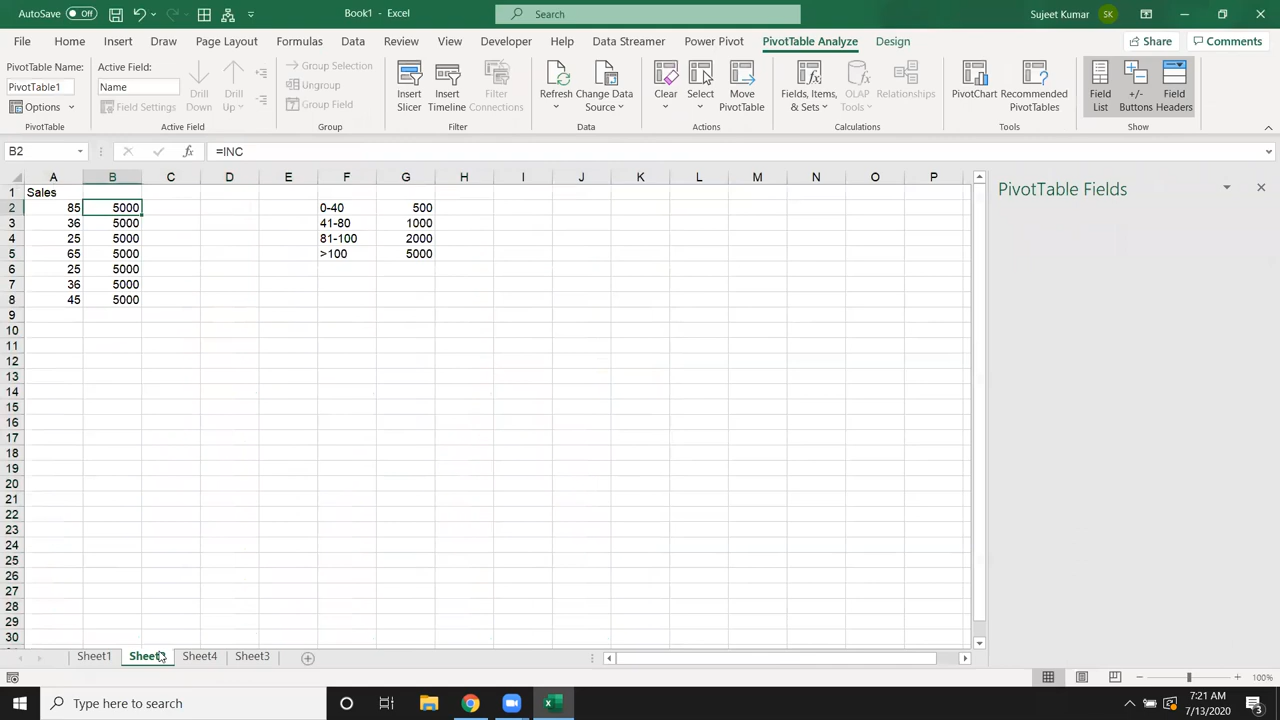 AutoSave Off Book1 - Excel Search Sujeet Kumar SK
File Home Insert Draw Page Layout Formulas Data Review View Developer Help Data Streamer Power Pivot PivotTable Analyze Design Share Comments
PivotTable Name: Active Field: Group Selection
PivotTable Name Ungroup
Options Field Settings Group Field
Drill Down Drill Up Insert Slicer Insert Timeline Filter Connections Refresh Change Data Source Clear Select Move PivotTable Fields, Items, & Sets OLAP Tools Relationships PivotChart Recommended PivotTables Field List +/- Buttons Field Headers
PivotTable Active Field Group Filter Data Actions Calculations Tools Show
B2 fx =INC
A B C D E F G H I J K L M N O P
PivotTable Fields
1 Sales
2 85 5000 0-40 500
3 36 5000 41-80 1000
4 25 5000 81-100 2000
5 65 5000 >100 5000
6 25 5000
7 36 5000
8 45 5000
9
10
11
12
13
14
15
16
17
18
19
20
21
22
23
24
25
26
27
28
29
30
Sheet1 Sheet Sheet4 Sheet3
100%
Type here to search
7:21 AM
7/13/2020
3